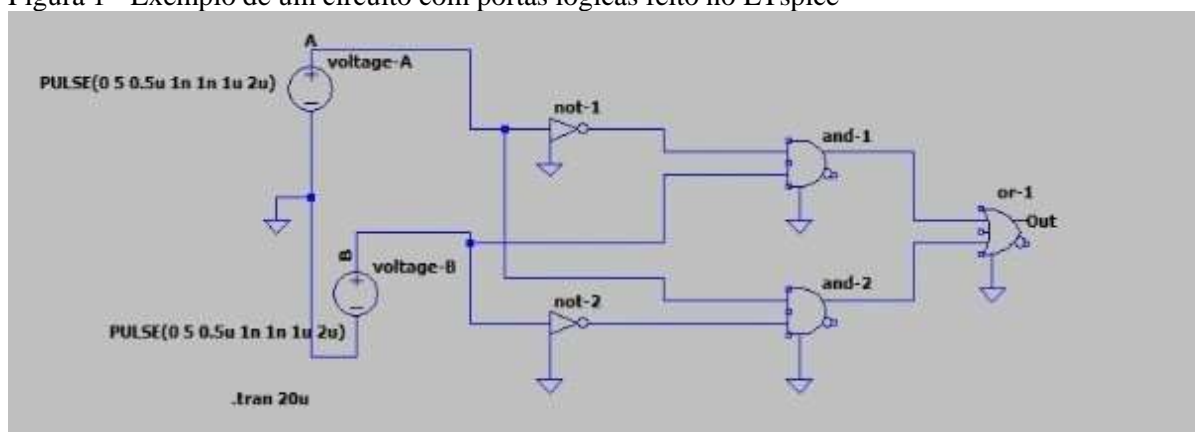 Figura 1 - Exemplo de um circuito com portas lógicas feito no LTspice
A
voltage-A
PULSE(0 5 0.5u 1n 1n 1u 2u)
not-1
and-1
or-1
Out
B
voltage-B
and-2
not-2
PULSE(0 5 0.5u 1n 1n 1u 2u)
.tran 20u